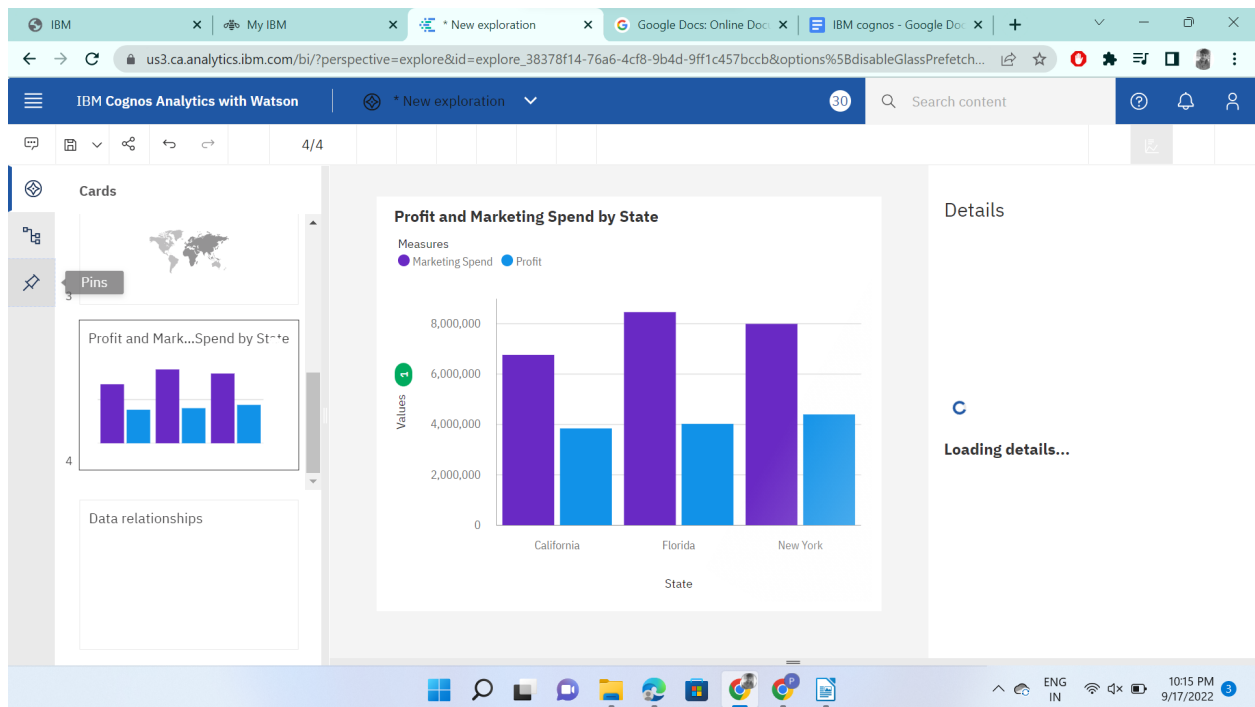 IBM
My IBM
* New exploration
Google Docs: Online Doc
IBM cognos - Google Doc
us3.ca.analytics.ibm.com/bi/?perspective=explore&id=explore_38378f14-76a6-4cf8-9b4d-9ff1c457bccb&options%5BdisableGlassPrefetch...
IBM Cognos Analytics with Watson
* New exploration
30
Search content
4/4
Cards
Pins
3
Profit and Mark...Spend by St
4
Data relationships
Profit and Marketing Spend by State
Measures
Marketing Spend
Profit
Values
1
8,000,000
6,000,000
4,000,000
2,000,000
0
California
Florida
New York
State
Details
Loading details...
P
ENG
IN
10:15 PM
9/17/2022
3